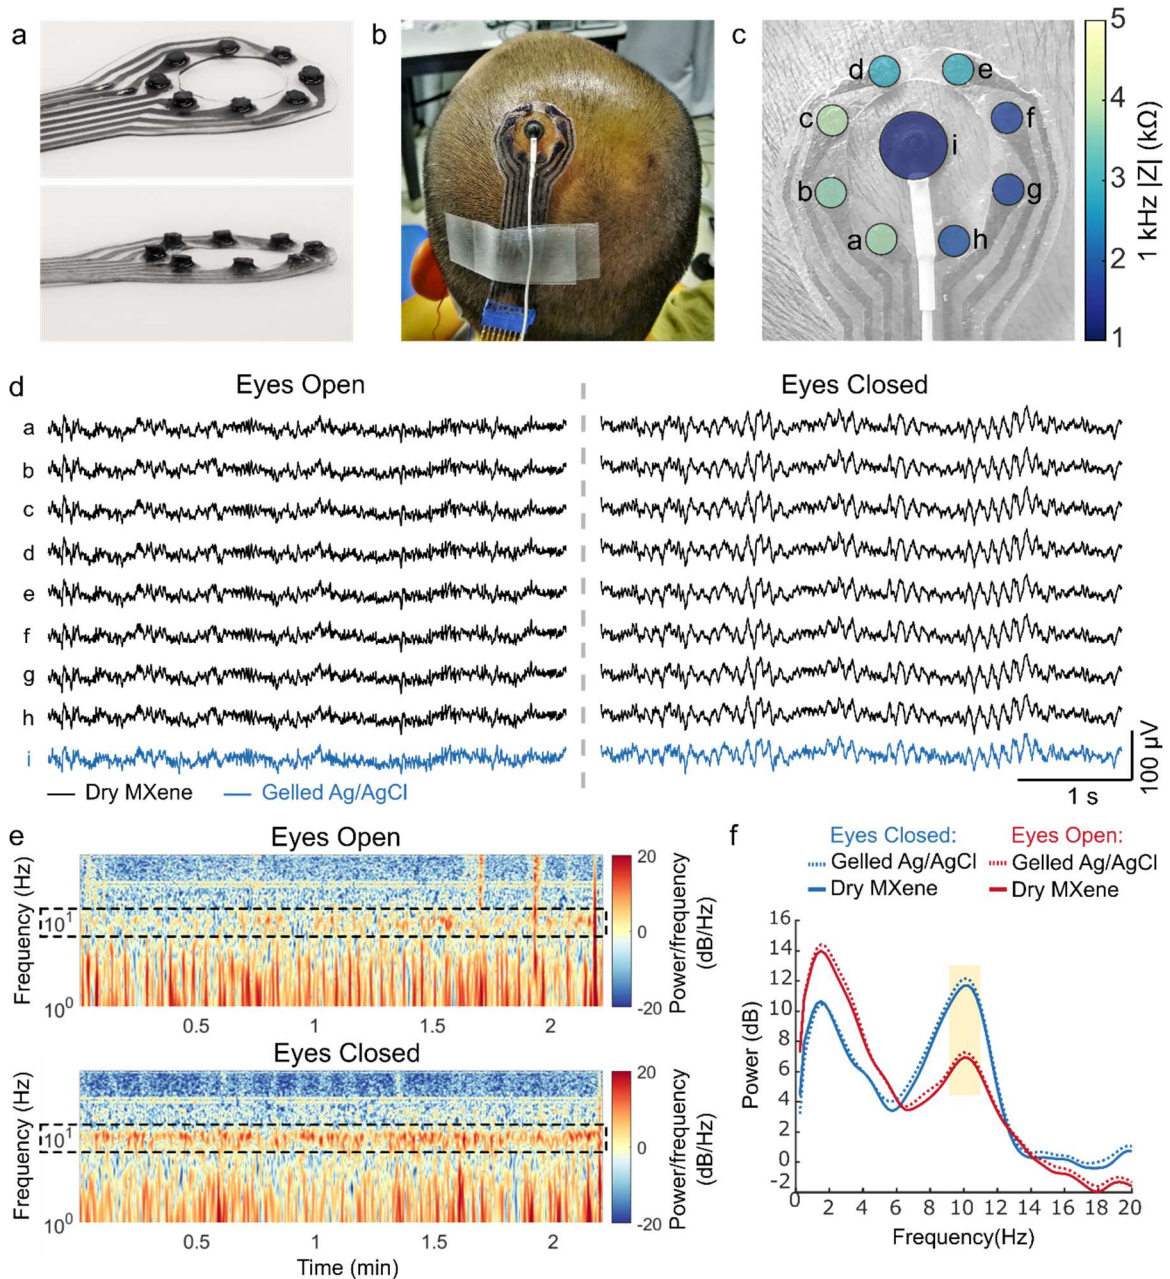 a
b
c
d
e
c
f
i
b
g
a
h
5
4
3
2
1
1 kHz |Z| (kΩ)
d
Eyes Open
Eyes Closed
a
b
c
d
e
f
g
h
i
Dry MXene
Gelled Ag/AgCl
100 µV
1 s
e
Eyes Open
Frequency (Hz)
10¹
10⁰
0.5
1
1.5
2
20
0
-20
Power/frequency
(dB/Hz)
Eyes Closed
Frequency (Hz)
10¹
10⁰
0.5
1
1.5
2
Time (min)
20
0
-20
Power/frequency
(dB/Hz)
f
Eyes Closed:
Eyes Open:
Gelled Ag/AgCl
Gelled Ag/AgCl
Dry MXene
Dry MXene
Power (dB)
16
14
12
10
8
6
4
2
0
-2
0 2 4 6 8 10 12 14 16 18 20
Frequency(Hz)